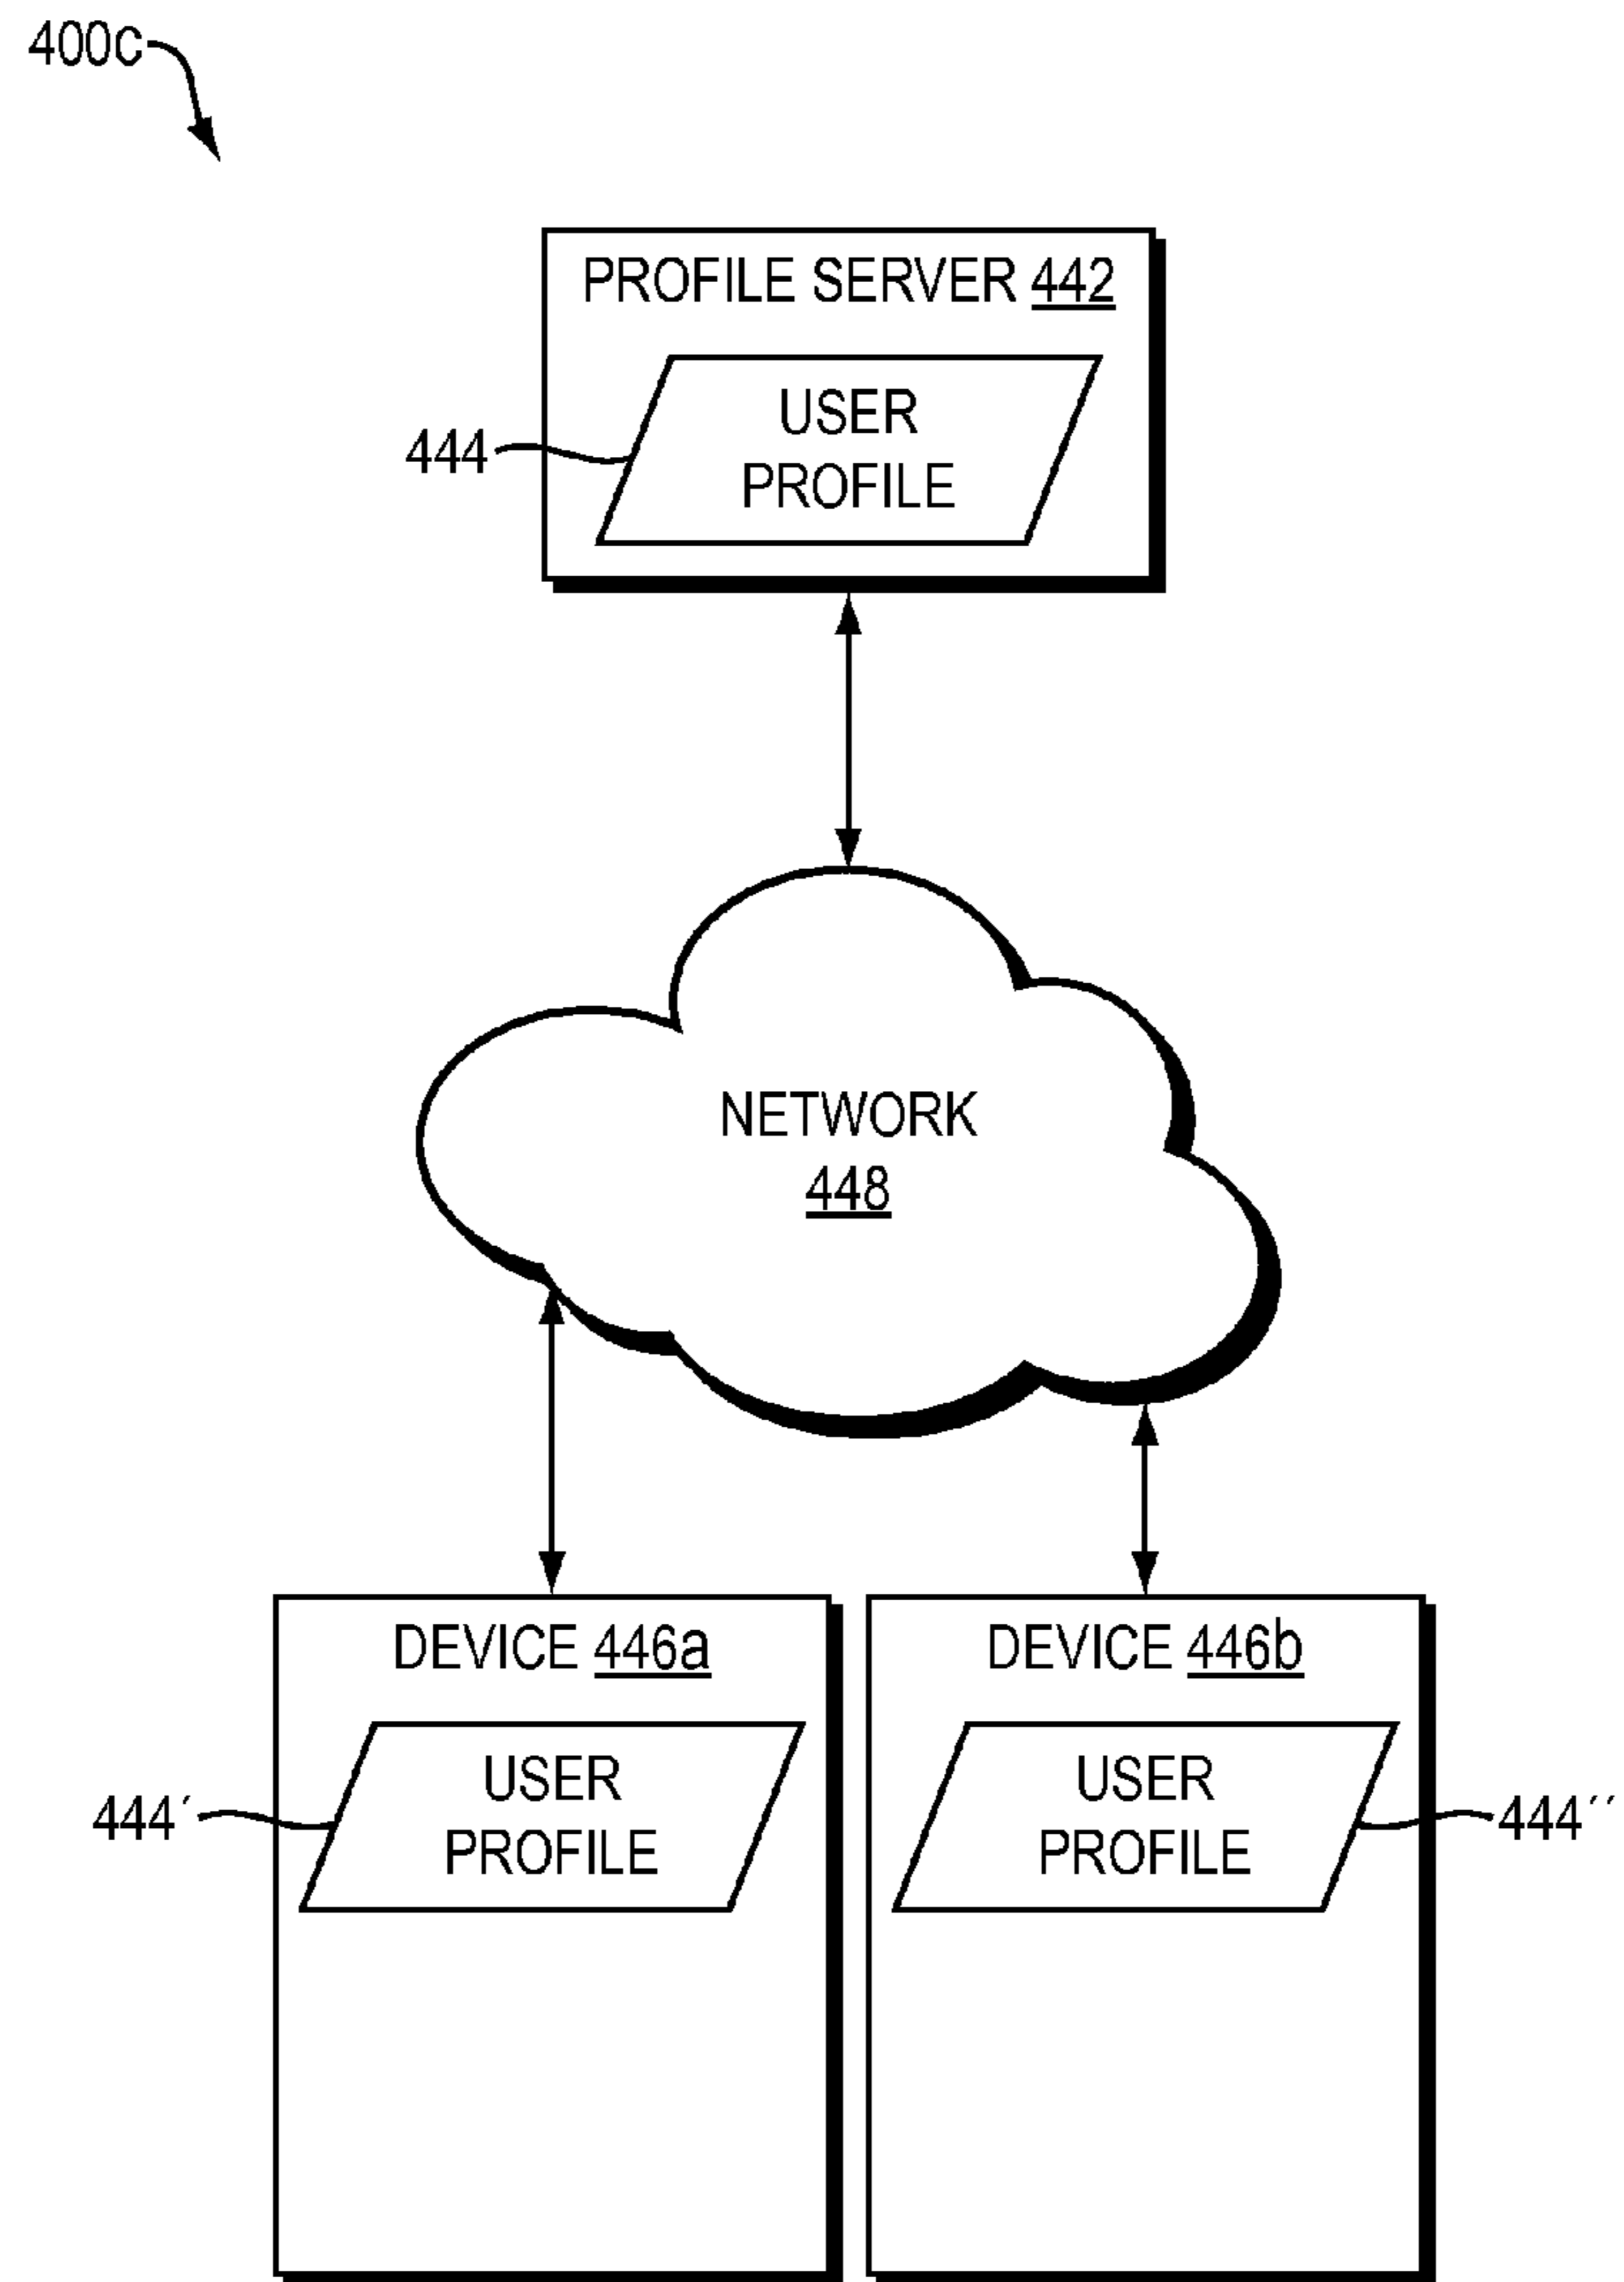 400c
PROFILE SERVER 442
444
USER
PROFILE
NETWORK
448
DEVICE 446a
DEVICE 446b
444´
USER
PROFILE
USER
PROFILE
444´´